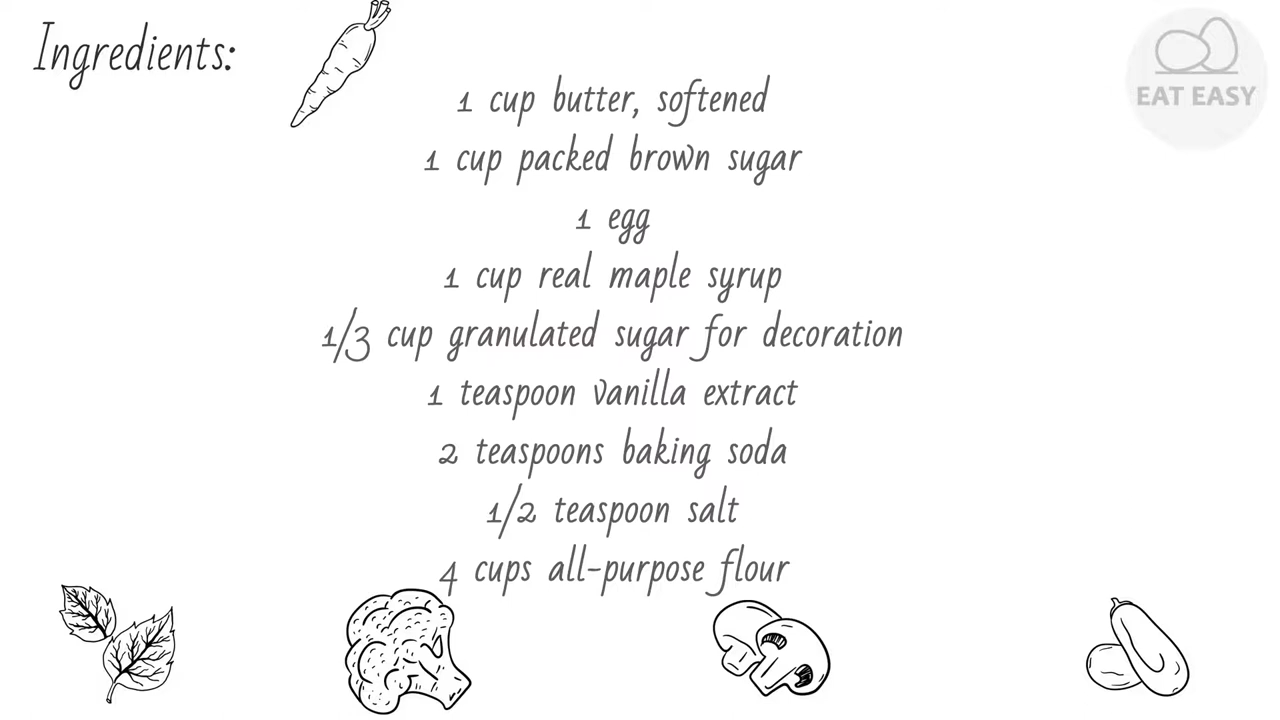 Ingredients:
EAT EASY
1 cup butter, softened
1 cup packed brown sugar
1 egg
1 cup real maple syrup
1/3 cup granulated sugar for decoration
1 teaspoon vanilla extract
2 teaspoons baking soda
1/2 teaspoon salt
4 cups all-purpose flour